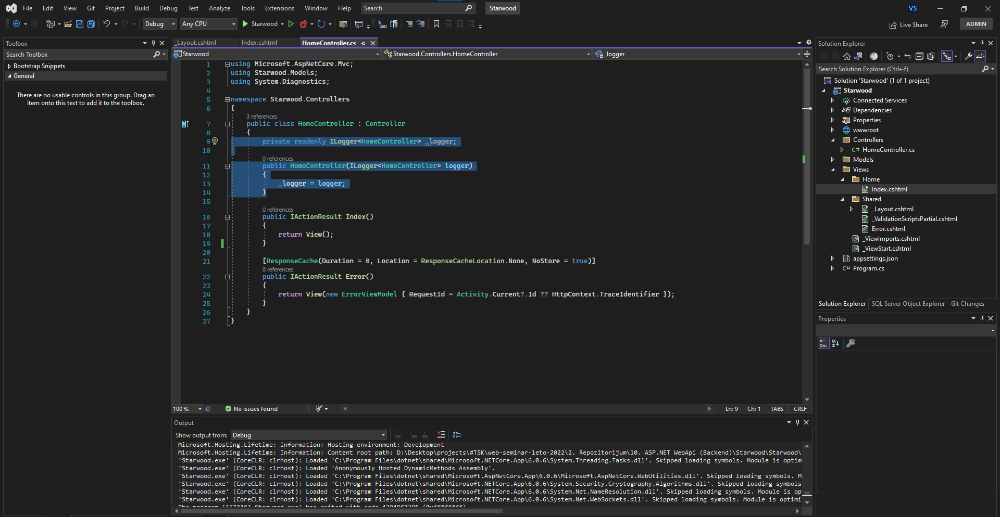 File Edit View Git Project Build Debug Test Analyze Tools Extensions Window Help Search Starwood VS
Debug Any CPU Starwood Live Share ADMIN
Toolbox
Search Toolbox
Bootstrap Snippets
General
There are no usable controls in this group. Drag an
item onto this text to add it to the toolbox.
_Layout.cshtml Index.cshtml HomeController.cs
Starwood Starwood.Controllers.HomeController _logger
1 using Microsoft.AspNetCore.Mvc;
2 using Starwood.Models;
3 using System.Diagnostics;
4
5 namespace Starwood.Controllers
6 {
3 references
7 public class HomeController : Controller
8 {
9 private readonly ILogger<HomeController> _logger;
10
0 references
11 public HomeController(ILogger<HomeController> logger)
12 {
13 _logger = logger;
14 }
15
0 references
16 public IActionResult Index()
17 {
18 return View();
19 }
20
21 [ResponseCache(Duration = 0, Location = ResponseCacheLocation.None, NoStore = true)]
0 references
22 public IActionResult Error()
23 {
24 return View(new ErrorViewModel { RequestId = Activity.Current?.Id ?? HttpContext.TraceIdentifier });
25 }
26 }
27 }
100 % No issues found Ln: 9 Ch: 1 TABS CRLF
Output
Show output from: Debug
Microsoft.Hosting.Lifetime: Information: Hosting environment: Development
Microsoft.Hosting.Lifetime: Information: Content root path: D:\Desktop\projects\#TSK\web-seminar-leto-2022\2. Repozitorijum\10. ASP.NET WebApi (Backend)\Starwood\Starwood\
'Starwood.exe' (CoreCLR: clrhost): Loaded 'C:\Program Files\dotnet\shared\Microsoft.NETCore.App\6.0.6\System.Threading.Tasks.dll'. Skipped loading symbols. Module is optim
'Starwood.exe' (CoreCLR: clrhost): Loaded 'Anonymously Hosted DynamicMethods Assembly'.
'Starwood.exe' (CoreCLR: clrhost): Loaded 'C:\Program Files\dotnet\shared\Microsoft.AspNetCore.App\6.0.6\Microsoft.AspNetCore.WebUtilities.dll'. Skipped loading symbols. M
'Starwood.exe' (CoreCLR: clrhost): Loaded 'C:\Program Files\dotnet\shared\Microsoft.NETCore.App\6.0.6\System.Security.Cryptography.Algorithms.dll'. Skipped loading symbols
'Starwood.exe' (CoreCLR: clrhost): Loaded 'C:\Program Files\dotnet\shared\Microsoft.NETCore.App\6.0.6\System.Net.NameResolution.dll'. Skipped loading symbols. Module is op
'Starwood.exe' (CoreCLR: clrhost): Loaded 'C:\Program Files\dotnet\shared\Microsoft.NETCore.App\6.0.6\System.Net.WebSockets.dll'. Skipped loading symbols. Module is optimi
The program '[17336] Starwood.exe' has exited with code 4294967295 (0xffffffff).
Solution Explorer
Search Solution Explorer (Ctrl+č)
Solution 'Starwood' (1 of 1 project)
Starwood
Connected Services
Dependencies
Properties
wwwroot
Controllers
C# HomeController.cs
Models
Views
Home
Index.cshtml
Shared
_Layout.cshtml
_ValidationScriptsPartial.cshtml
Error.cshtml
_ViewImports.cshtml
_ViewStart.cshtml
appsettings.json
C# Program.cs
Solution Explorer SQL Server Object Explorer Git Changes
Properties